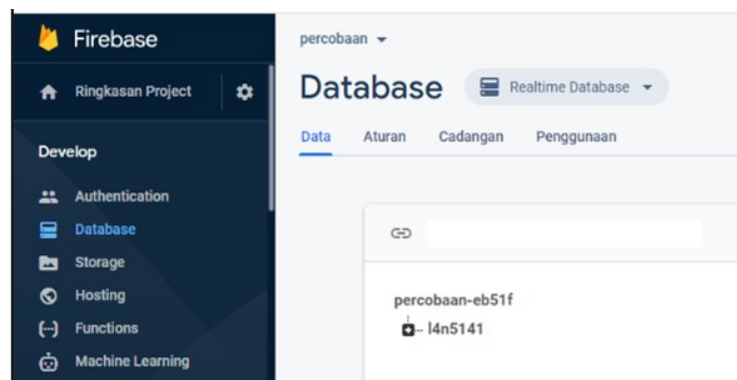 Firebase
Ringkasan Project
Develop
Authentication
Database
Storage
Hosting
Functions
Machine Learning
percobaan
Database
Realtime Database
Data Aturan Cadangan Penggunaan
percobaan-eb51f
l4n5141